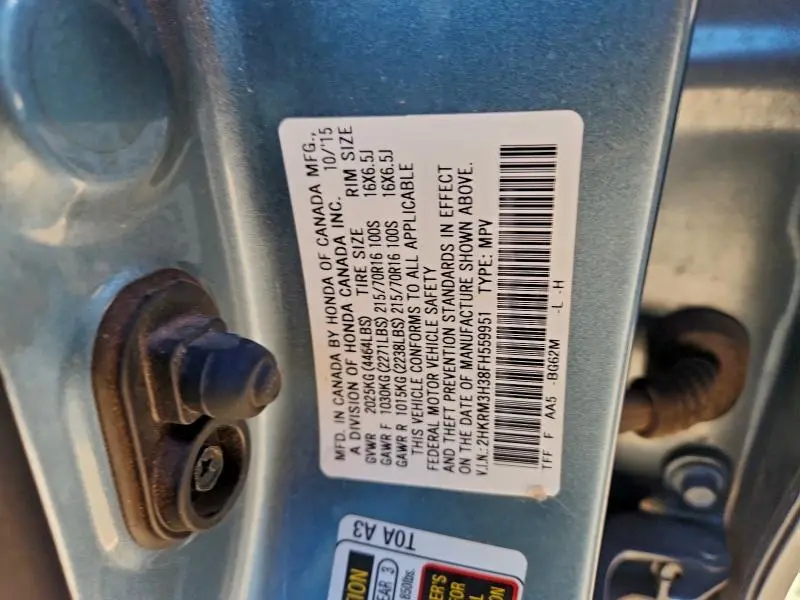 MFD. IN CANADA BY HONDA OF CANADA MFG.,
A DIVISION OF HONDA CANADA INC. 10/'15
GVWR 2025KG(4464LBS) TIRE SIZE RIM SIZE
GAWR F 1030KG(2271LBS) 215/70R16 100S 16X6.5J
GAWR R 1015KG(2238LBS) 215/70R16 100S 16X6.5J
THIS VEHICLE CONFORMS TO ALL APPLICABLE
FEDERAL MOTOR VEHICLE SAFETY
AND THEFT PREVENTION STANDARDS IN EFFECT
ON THE DATE OF MANUFACTURE SHOWN ABOVE.
V.I.N.: 2HKRM3H38FH559951 TYPE: MPV
TFF F AA5 -BG62M -L -H
T0A A3
850lbs.